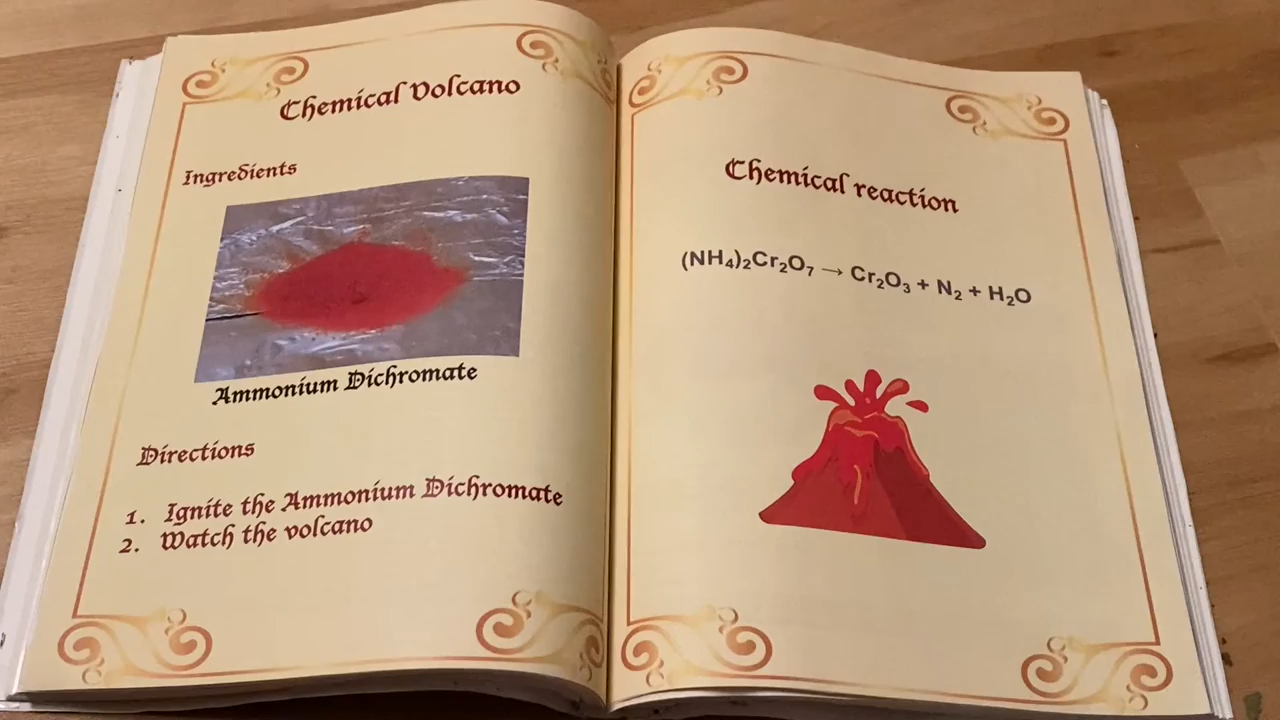 Chemical Volcano
Ingredients
Ammonium Dichromate
Directions
1. Ignite the Ammonium Dichromate
2. Watch the volcano
Chemical reaction
(NH₄)₂Cr₂O₇ → Cr₂O₃ + N₂ + H₂O